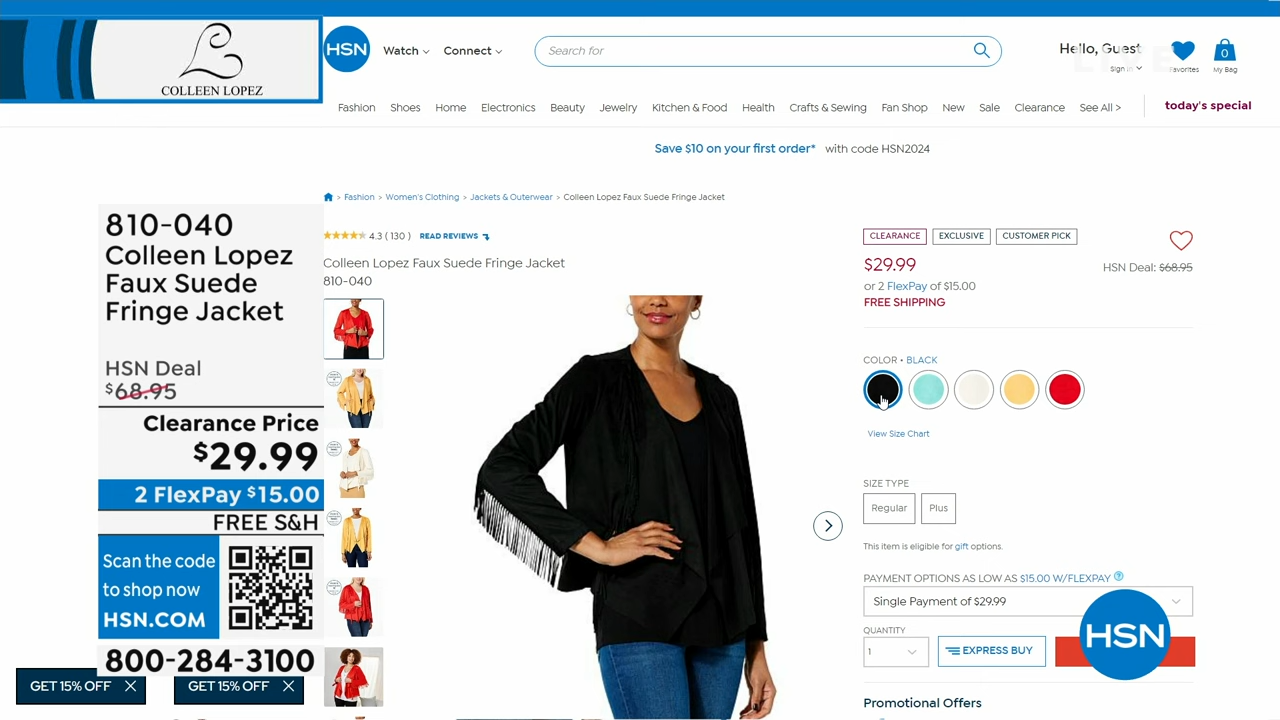 COLLEEN LOPEZ
HSN
Watch
Connect
Search for
Hello, Guest
Sign in
LIVE
Favorites
0
My Bag
Fashion Shoes Home Electronics Beauty Jewelry Kitchen & Food Health Crafts & Sewing Fan Shop New Sale Clearance See All >
today's special
Save $10 on your first order* with code HSN2024
> Fashion > Women's Clothing > Jackets & Outerwear > Colleen Lopez Faux Suede Fringe Jacket
810-040
Colleen Lopez
Faux Suede
Fringe Jacket
HSN Deal
$68.95
Clearance Price
$29.99
2 FlexPay $15.00
FREE S&H
Scan the code
to shop now
HSN.COM
800-284-3100
GET 15% OFF X
GET 15% OFF X
4.3 ( 130 ) READ REVIEWS
Colleen Lopez Faux Suede Fringe Jacket
810-040
CLEARANCE EXCLUSIVE CUSTOMER PICK
$29.99
HSN Deal: $68.95
or 2 FlexPay of $15.00
FREE SHIPPING
COLOR • BLACK
View Size Chart
SIZE TYPE
Regular Plus
This item is eligible for gift options.
PAYMENT OPTIONS AS LOW AS $15.00 W/FLEXPAY ?
Single Payment of $29.99
QUANTITY
1
EXPRESS BUY
HSN
Promotional Offers